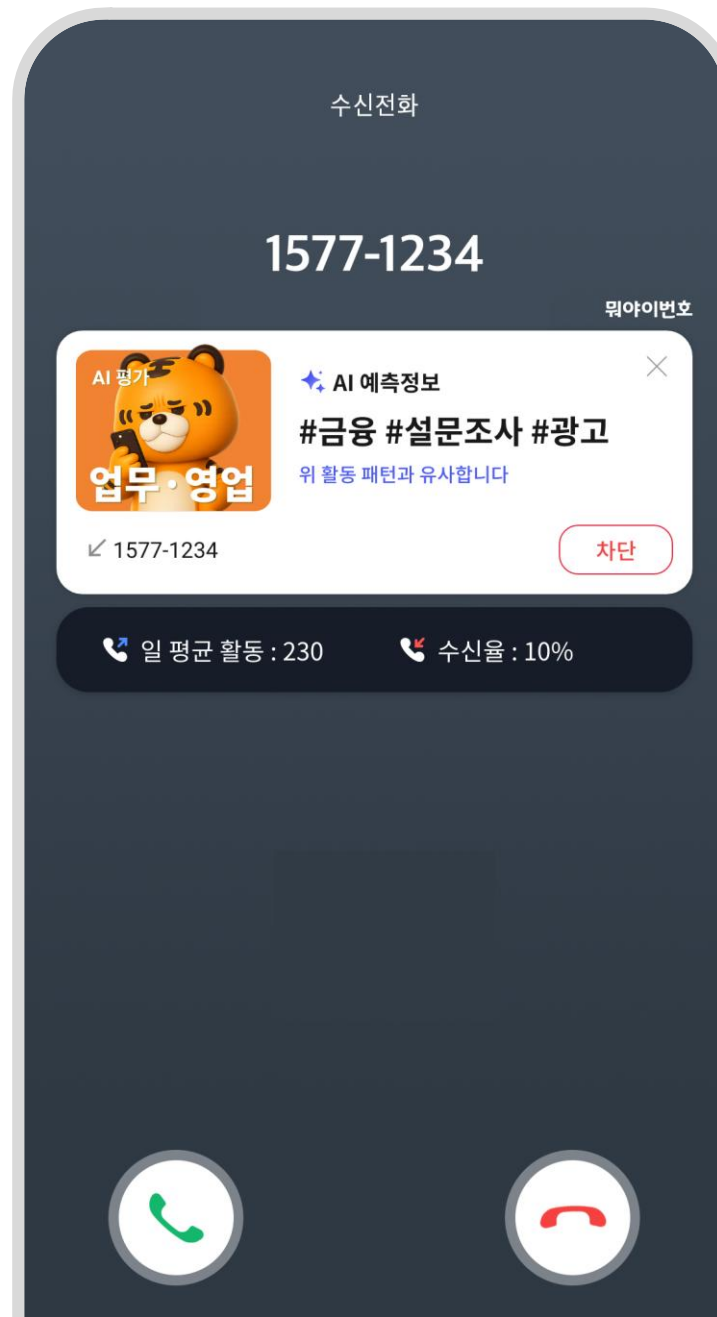 수신전화
1577-1234
뭐야이번호
AI 평가
업무·영업
AI 예측정보
#금융 #설문조사 #광고
위 활동 패턴과 유사합니다
1577-1234
차단
일 평균 활동 : 230
수신율 : 10%